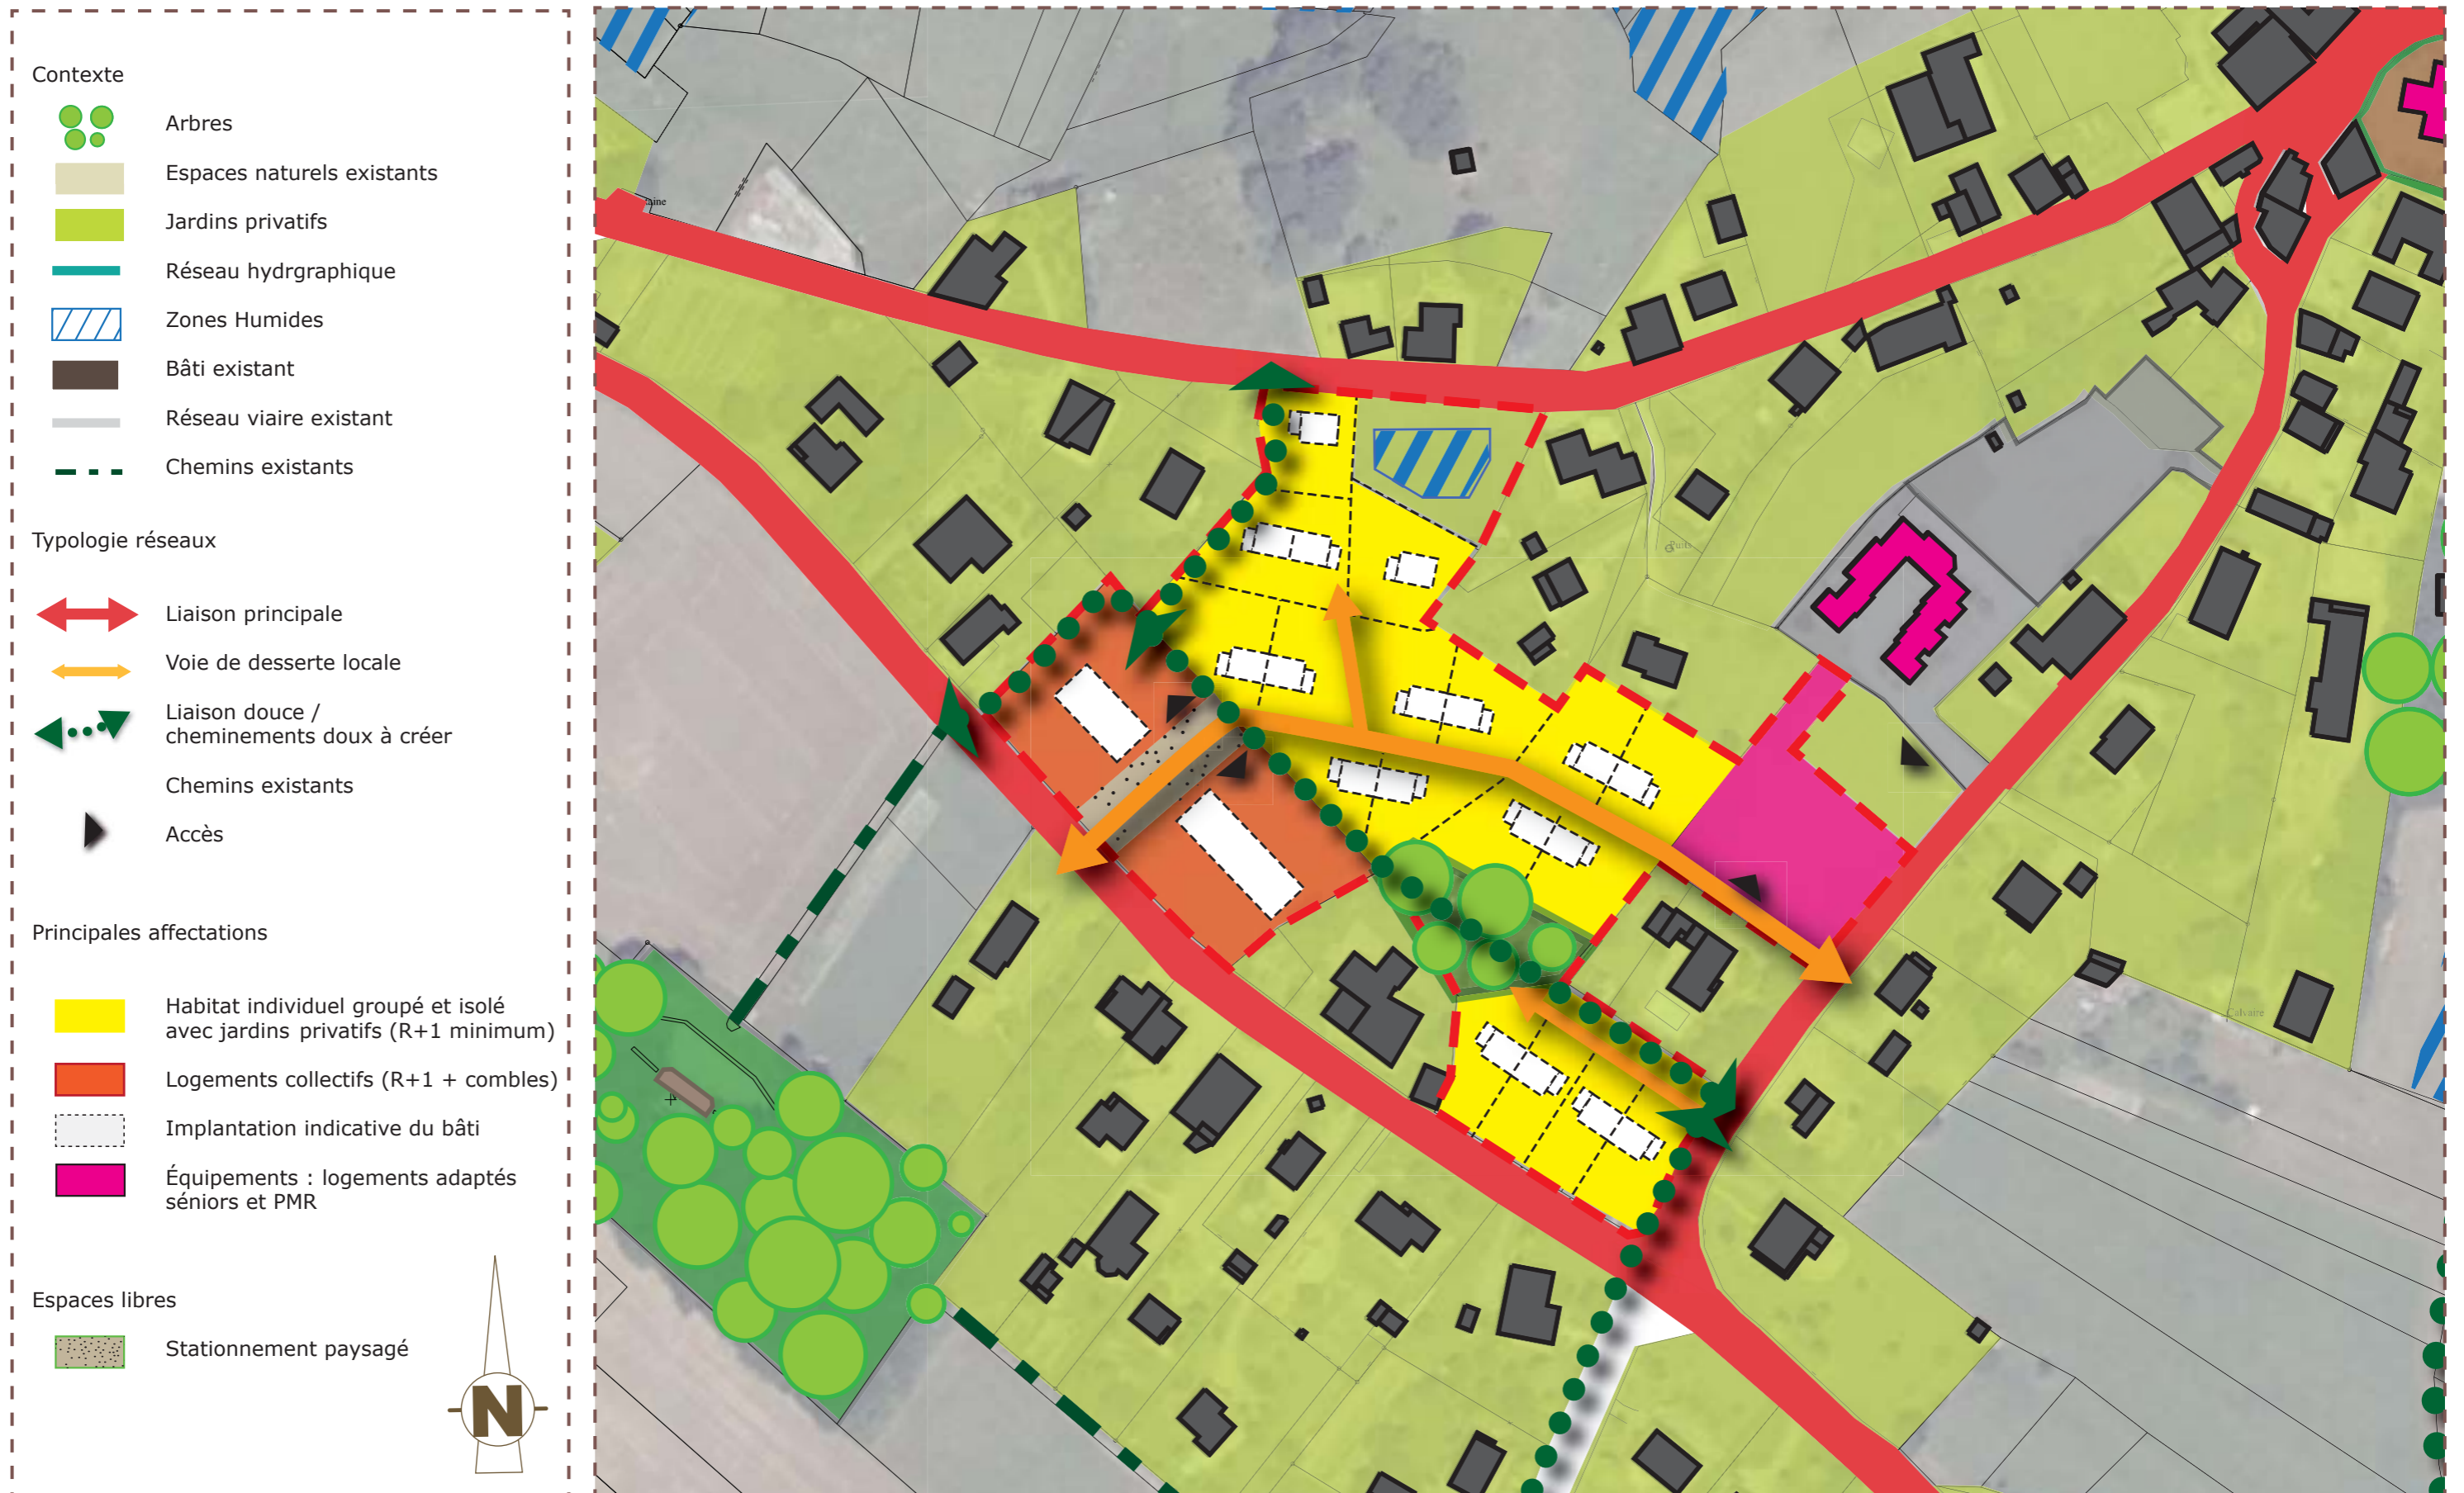 Contexte
Arbres
Espaces naturels existants
Jardins privatifs
Réseau hydrgraphique
Zones Humides
Bâti existant
Réseau viaire existant
Chemins existants
Typologie réseaux
Liaison principale
Voie de desserte locale
Liaison douce /
cheminements doux à créer
Chemins existants
Accès
Principales affectations
Habitat individuel groupé et isolé
avec jardins privatifs (R+1 minimum)
Logements collectifs (R+1 + combles)
Implantation indicative du bâti
Équipements : logements adaptés
séniors et PMR
Espaces libres
Stationnement paysagé
N
Puits
Calvaire